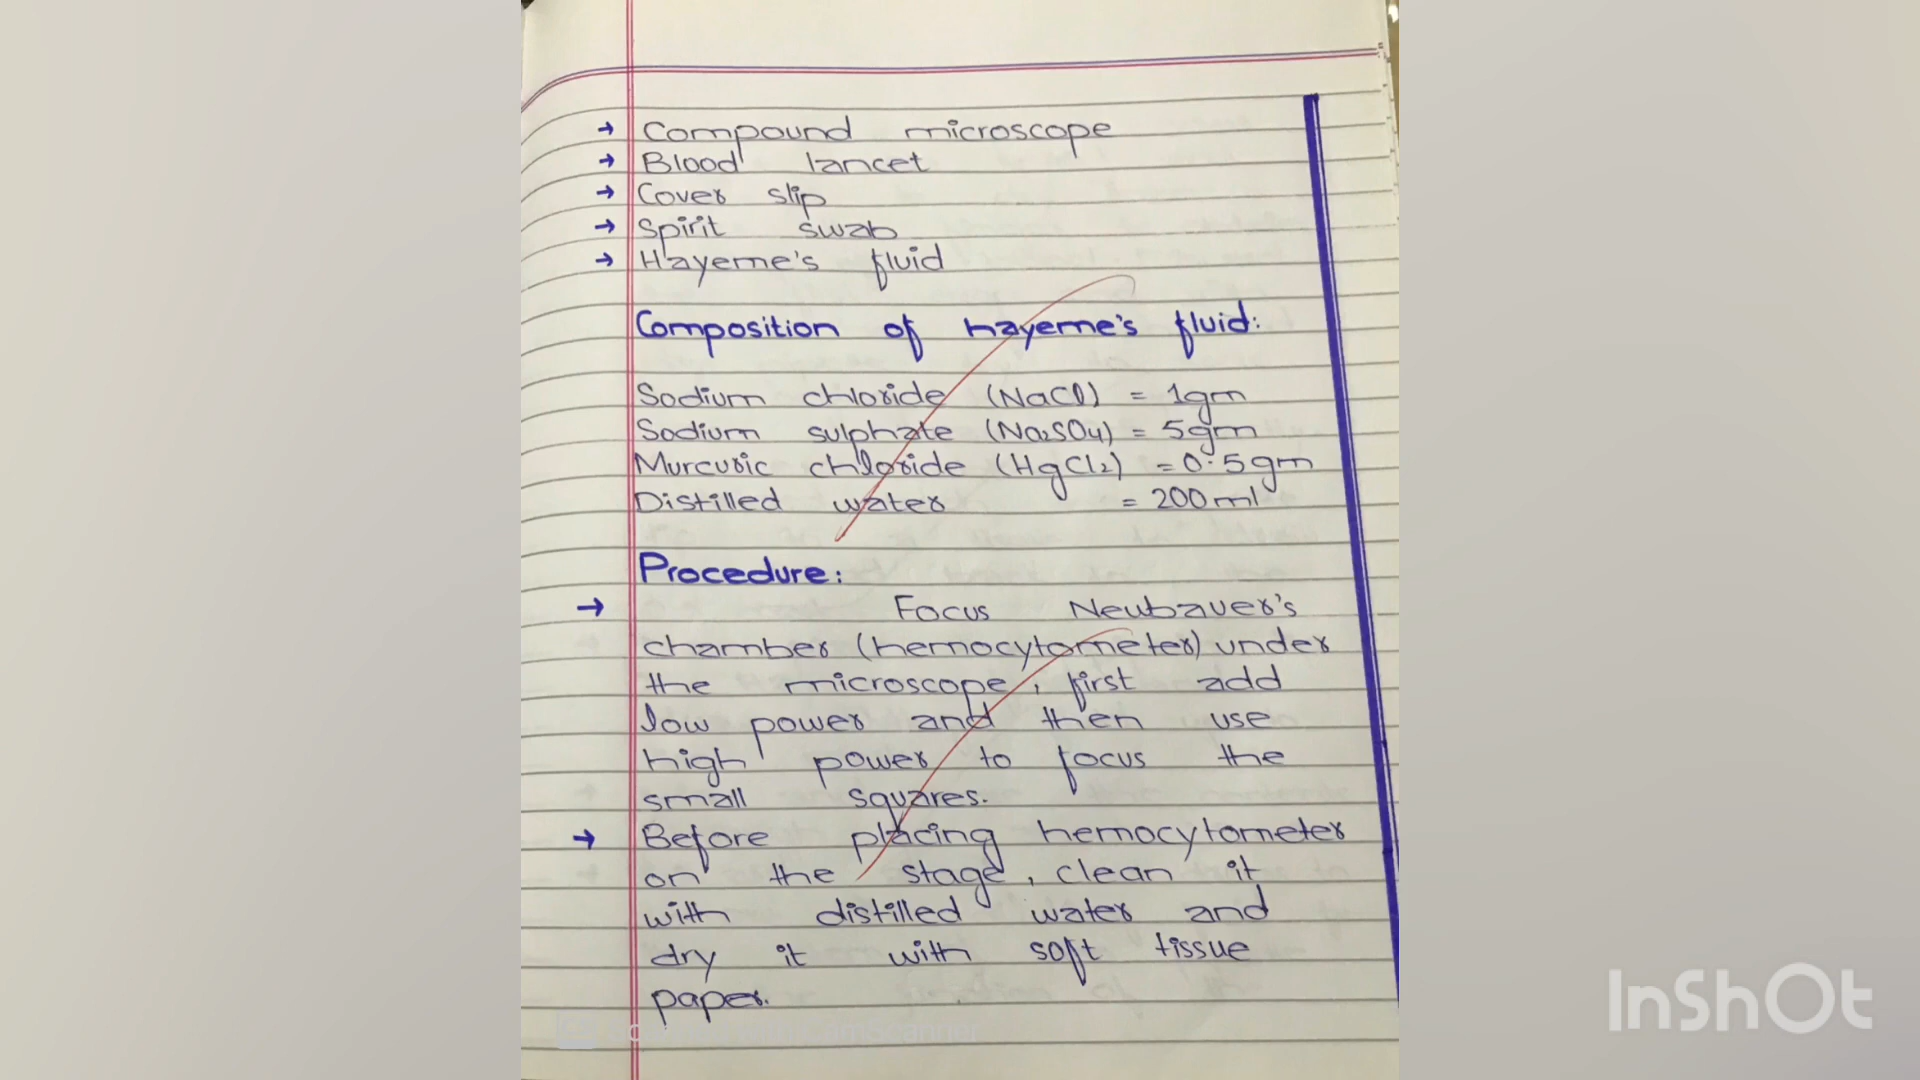 → Compound microscope
→ Blood lancet
→ Cover slip
→ Spirit swab
→ Hayeme's fluid
Composition of hayeme's fluid:
Sodium chloride (NaCl) = 1gm
Sodium sulphate (Na2SO4) = 5gm
Murcuric chloride (HgCl2) = 0.5gm
Distilled water = 200ml
Procedure:
→ Focus Neubauer's
chamber (hemocytometer) under
the microscope, first add
low power and then use
high power to focus the
small squares.
→ Before placing hemocytometer
on the stage, clean it
with distilled water and
dry it with soft tissue
paper.
InShOt